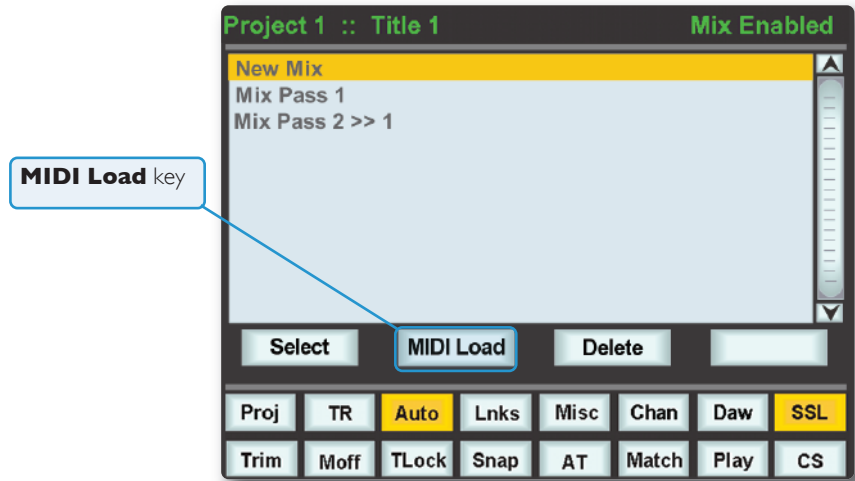 Project 1 :: Title 1 Mix Enabled
New Mix
Mix Pass 1
Mix Pass 2 >> 1
MIDI Load key
Select MIDI Load Delete
Proj TR Auto Lnks Misc Chan Daw SSL
Trim Moff TLock Snap AT Match Play CS